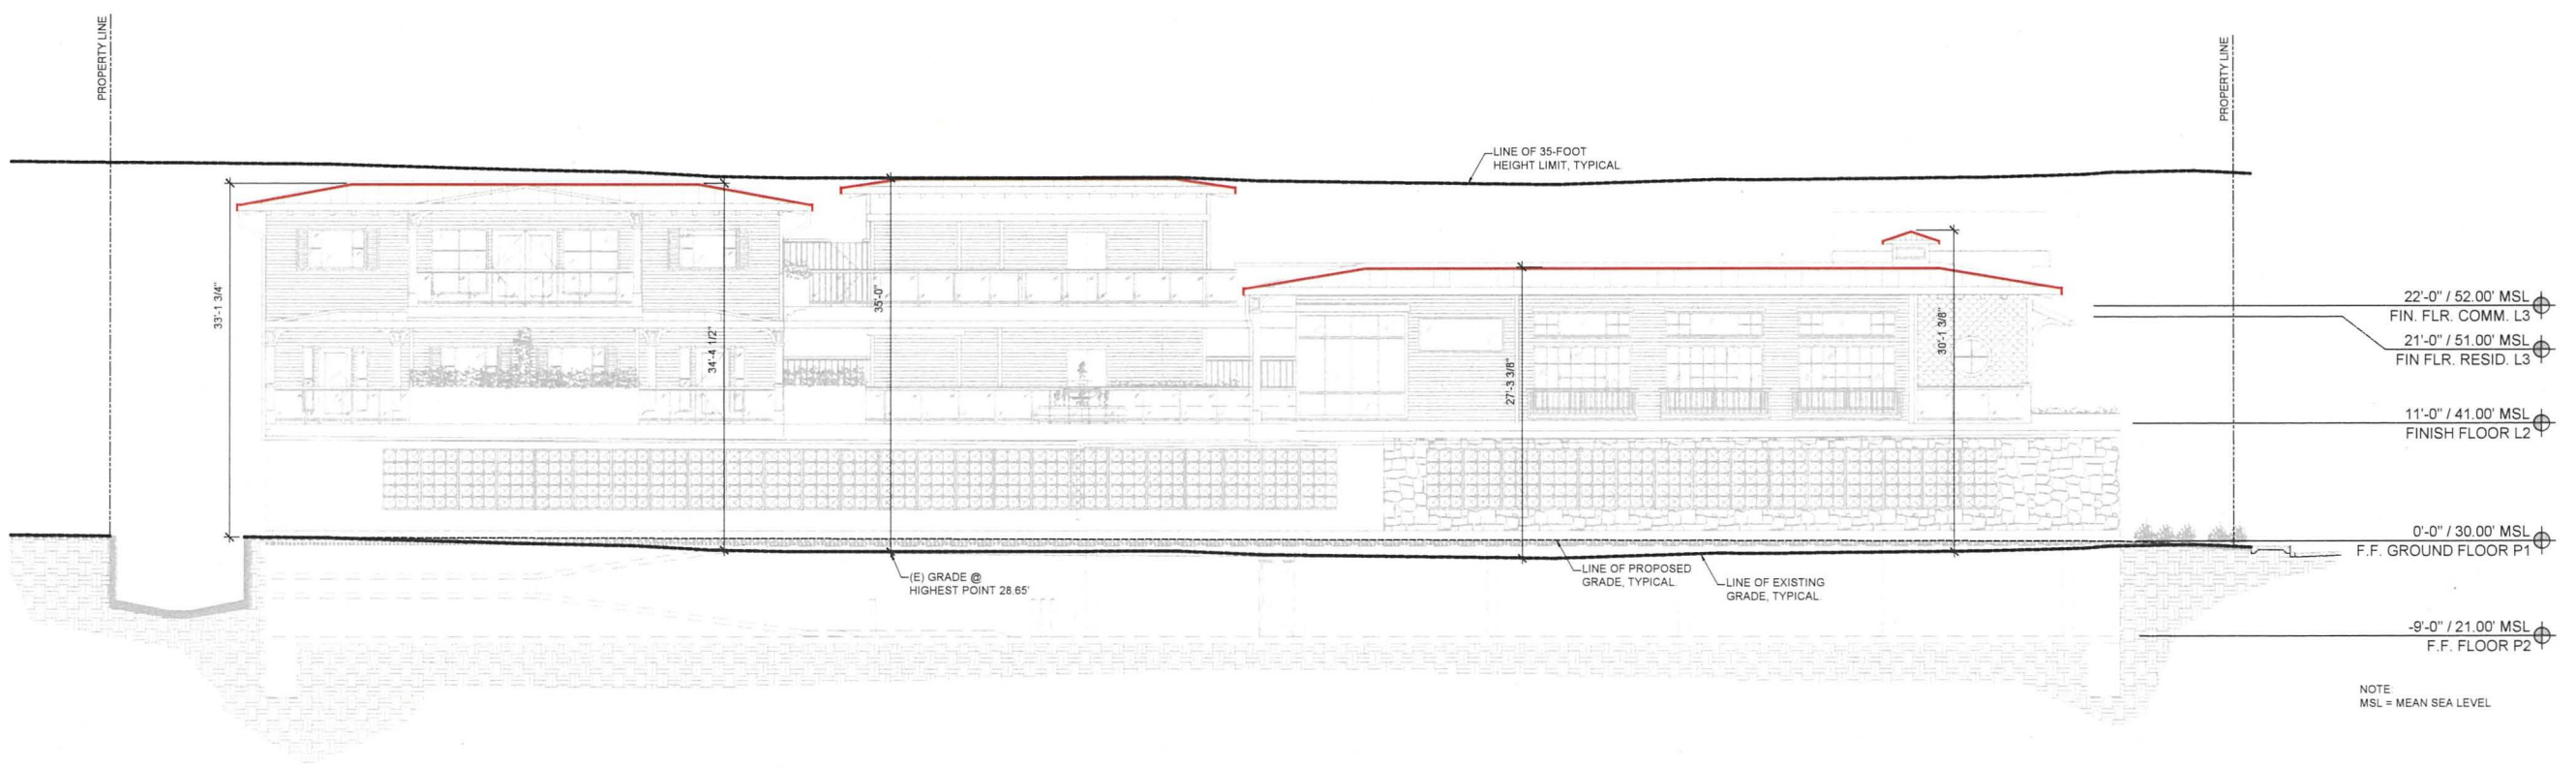 PROPERTY LINE
PROPERTY LINE
LINE OF 35-FOOT
HEIGHT LIMIT, TYPICAL
33'-1 3/4"
34'-4 1/2"
35'-0"
27'-3 3/8"
30'-1 3/8"
22'-0" / 52.00' MSL
FIN. FLR. COMM. L3
21'-0" / 51.00' MSL
FIN FLR. RESID. L3
11'-0" / 41.00' MSL
FINISH FLOOR L2
0'-0" / 30.00' MSL
F.F. GROUND FLOOR P1
(E) GRADE @
HIGHEST POINT 28.65'
LINE OF PROPOSED
GRADE, TYPICAL.
LINE OF EXISTING
GRADE, TYPICAL.
-9'-0" / 21.00' MSL
F.F. FLOOR P2
NOTE
MSL = MEAN SEA LEVEL